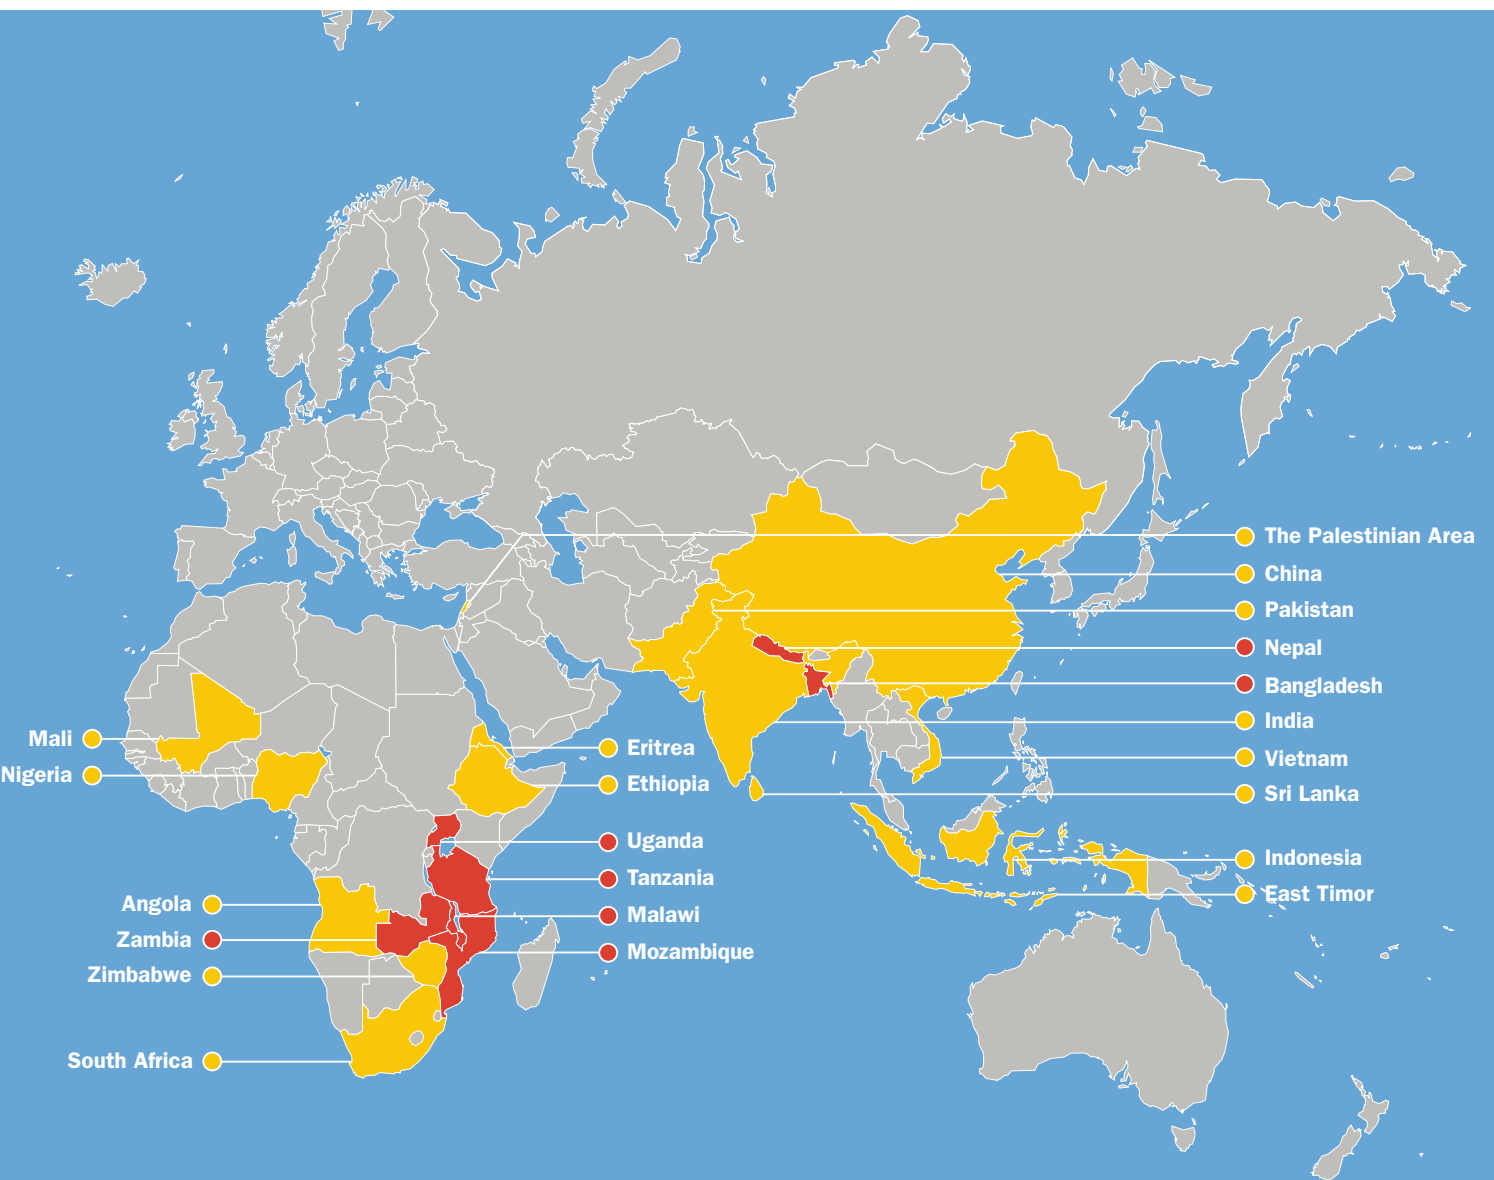 The Palestinian Area
China
Pakistan
Nepal
Bangladesh
India
Vietnam
Sri Lanka
Indonesia
East Timor
Mali
Nigeria
Eritrea
Ethiopia
Uganda
Tanzania
Malawi
Mozambique
Angola
Zambia
Zimbabwe
South Africa